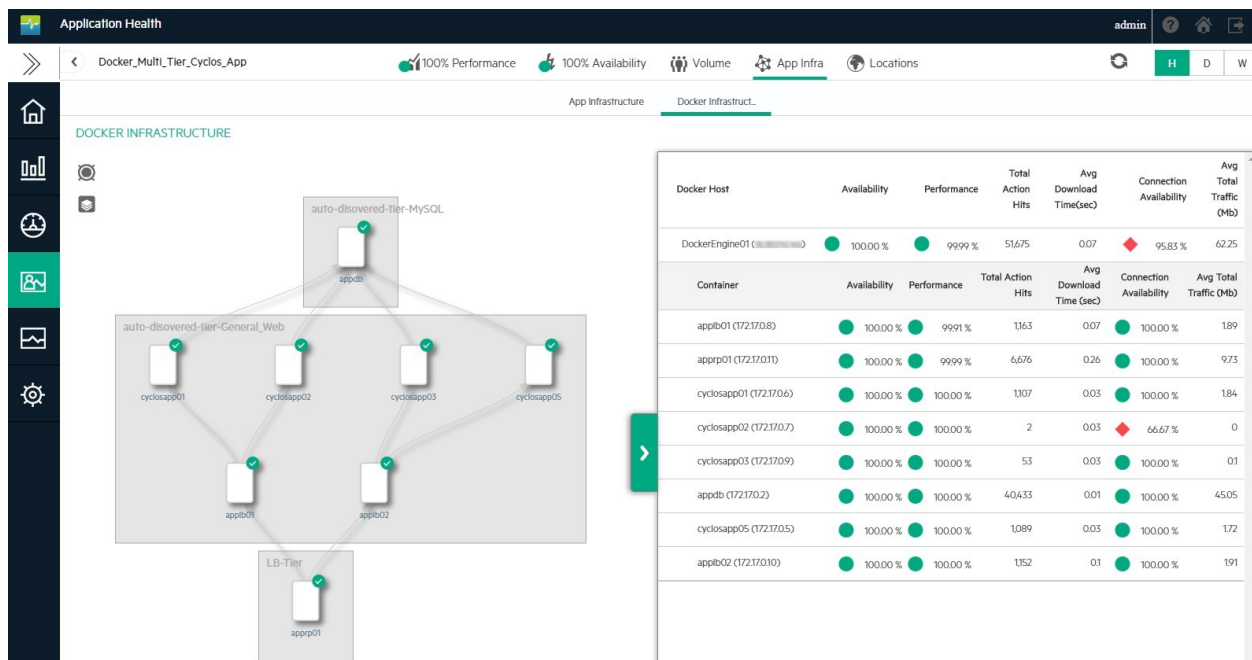 Application Health
admin
Docker_Multi_Tier_Cyclos_App
100% Performance
100% Availability
Volume
App Infra
Locations
H
D
W
App Infrastructure
Docker Infrastruct...
DOCKER INFRASTRUCTURE
auto-disovered-tier-MySQL
appdb
auto-disovered-tier-General_Web
cyclosapp01
cyclosapp02
cyclosapp03
cyclosapp05
applb01
applb02
LB-Tier
apprp01
Docker Host Availability Performance Total Action Hits Avg Download Time(sec) Connection Availability Avg Total Traffic (Mb)
DockerEngine01 ( ) 100.00 % 99.99 % 51,675 0.07 95.83 % 62.25
Container Availability Performance Total Action Hits Avg Download Time (sec) Connection Availability Avg Total Traffic (Mb)
applb01 (172.17.0.8) 100.00 % 99.91 % 1,163 0.07 100.00 % 1.89
apprp01 (172.17.0.11) 100.00 % 99.99 % 6,676 0.26 100.00 % 9.73
cyclosapp01 (172.17.0.6) 100.00 % 100.00 % 1,107 0.03 100.00 % 1.84
cyclosapp02 (172.17.0.7) 100.00 % 100.00 % 2 0.03 66.67 % 0
cyclosapp03 (172.17.0.9) 100.00 % 100.00 % 53 0.03 100.00 % 0.1
appdb (172.17.0.2) 100.00 % 100.00 % 40,433 0.01 100.00 % 45.05
cyclosapp05 (172.17.0.5) 100.00 % 100.00 % 1,089 0.03 100.00 % 1.72
applb02 (172.17.0.10) 100.00 % 100.00 % 1,152 0.1 100.00 % 1.91